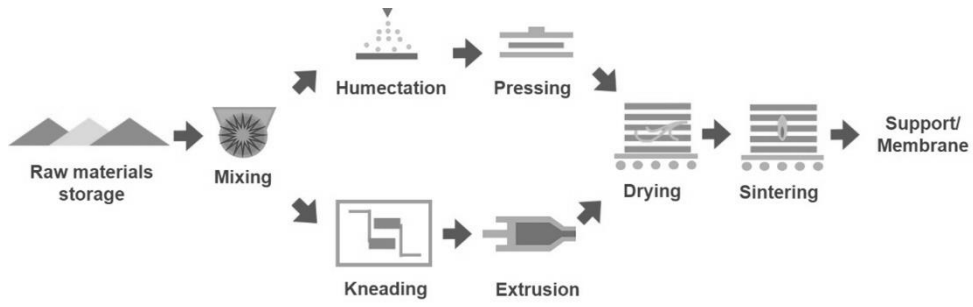 Raw materials
storage
Mixing
Humectation
Pressing
Kneading
Extrusion
Drying
Sintering
Support/
Membrane